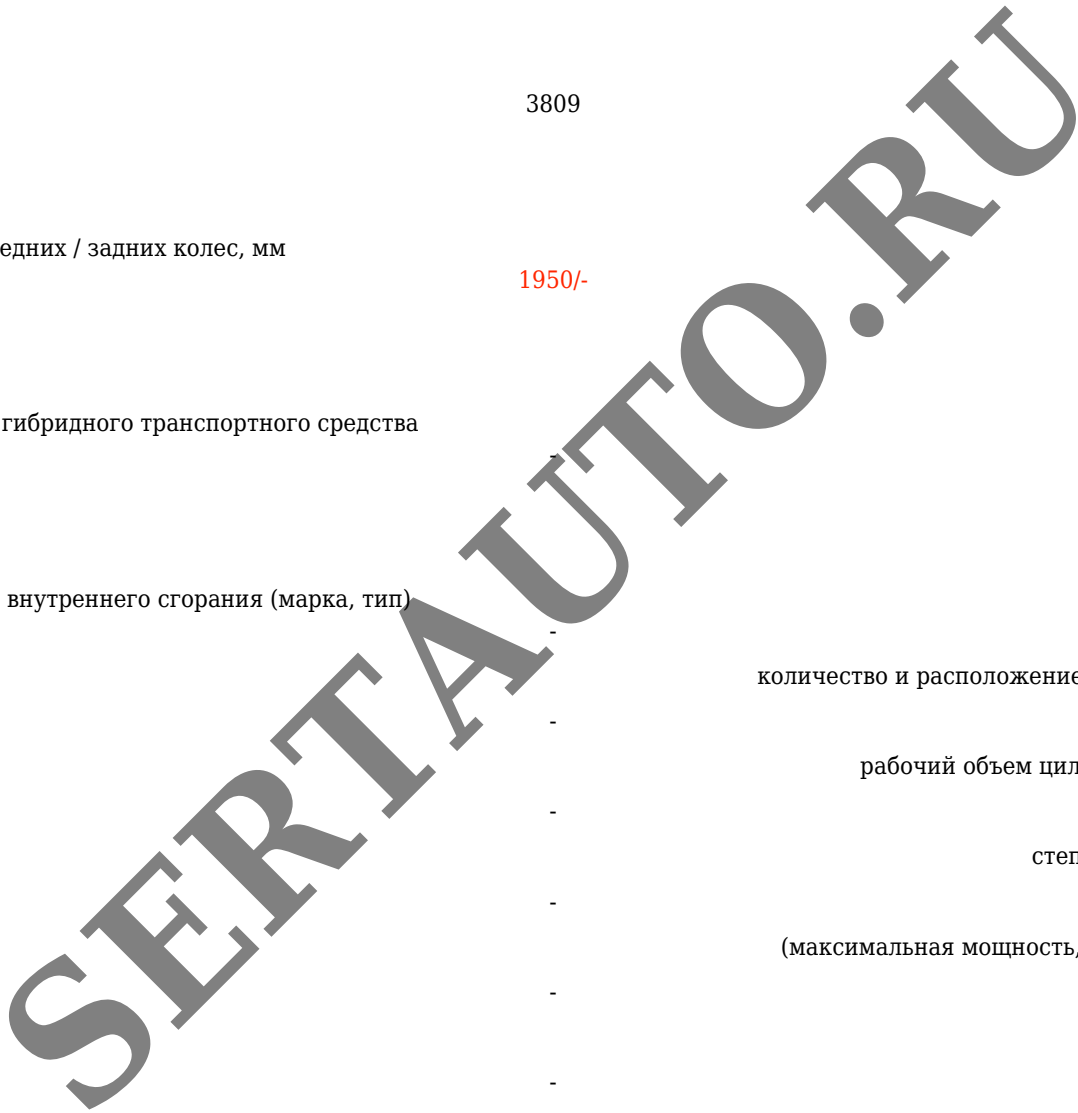 3809
едних / задних колес, мм
1950/-
гибридного транспортного средства
-
внутреннего сгорания (марка, тип)
-
количество и расположение
-
рабочий объем цил
-
степ
-
(максимальная мощность,
-
-
SERTAUTO.RU